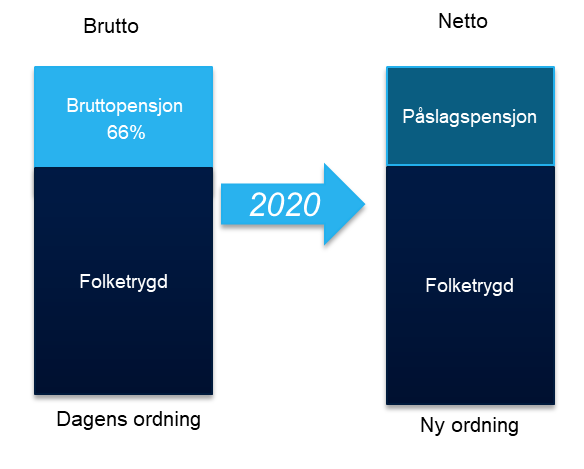 Brutto
Bruttopensjon
66%
Folketrygd
Dagens ordning
2020
Netto
Påslagspensjon
Folketrygd
Ny ordning